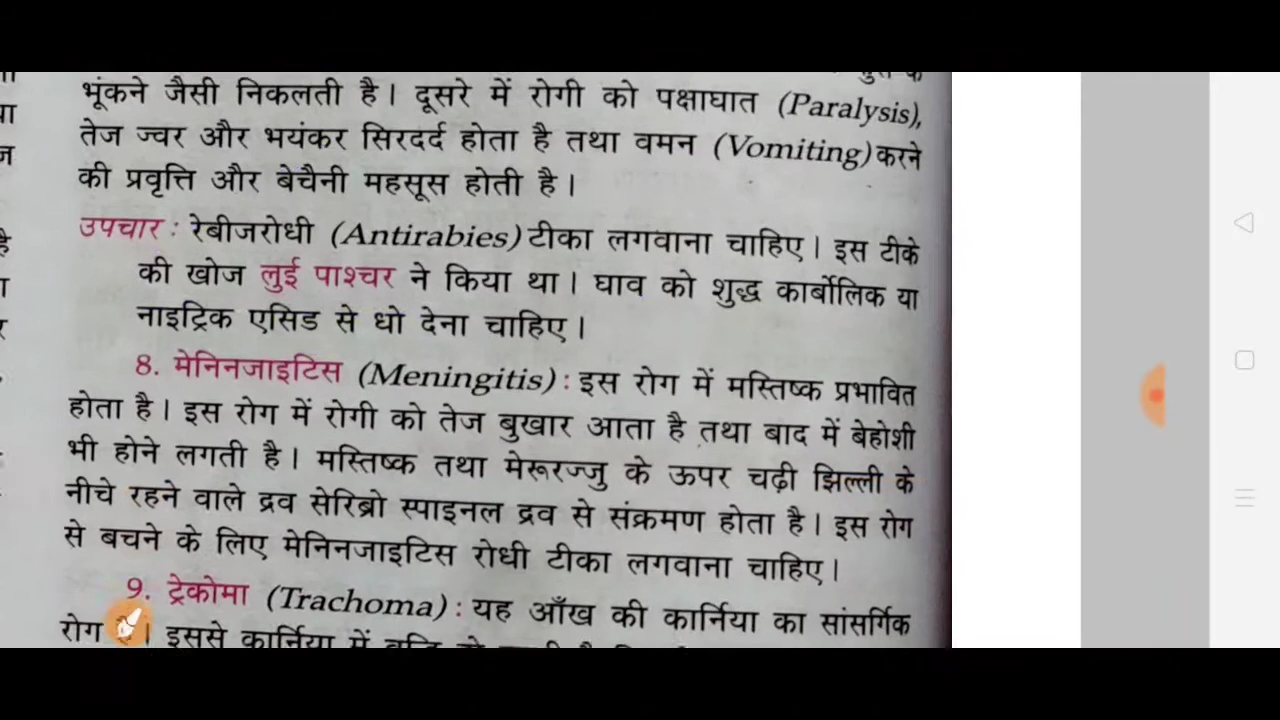 भूंकने जैसी निकलती है। दूसरे में रोगी को पक्षाघात (Paralysis),
तेज ज्वर और भयंकर सिरदर्द होता है तथा वमन (Vomiting) करने
की प्रवृत्ति और बेचैनी महसूस होती है।
उपचार : रेबीजरोधी (Antirabies) टीका लगवाना चाहिए। इस टीके
की खोज लुई पाश्चर ने किया था। घाव को शुद्ध कार्बोलिक या
नाइट्रिक एसिड से धो देना चाहिए।
8. मेनिनजाइटिस (Meningitis) : इस रोग में मस्तिष्क प्रभावित
होता है। इस रोग में रोगी को तेज बुखार आता है तथा बाद में बेहोशी
भी होने लगती है। मस्तिष्क तथा मेरूरज्जु के ऊपर चढ़ी झिल्ली के
नीचे रहने वाले द्रव सेरिब्रो स्पाइनल द्रव से संक्रमण होता है। इस रोग
से बचने के लिए मेनिनजाइटिस रोधी टीका लगवाना चाहिए।
9. ट्रेकोमा (Trachoma) : यह आँख की कार्निया का सांसर्गिक
रोग है। इससे कार्निया में